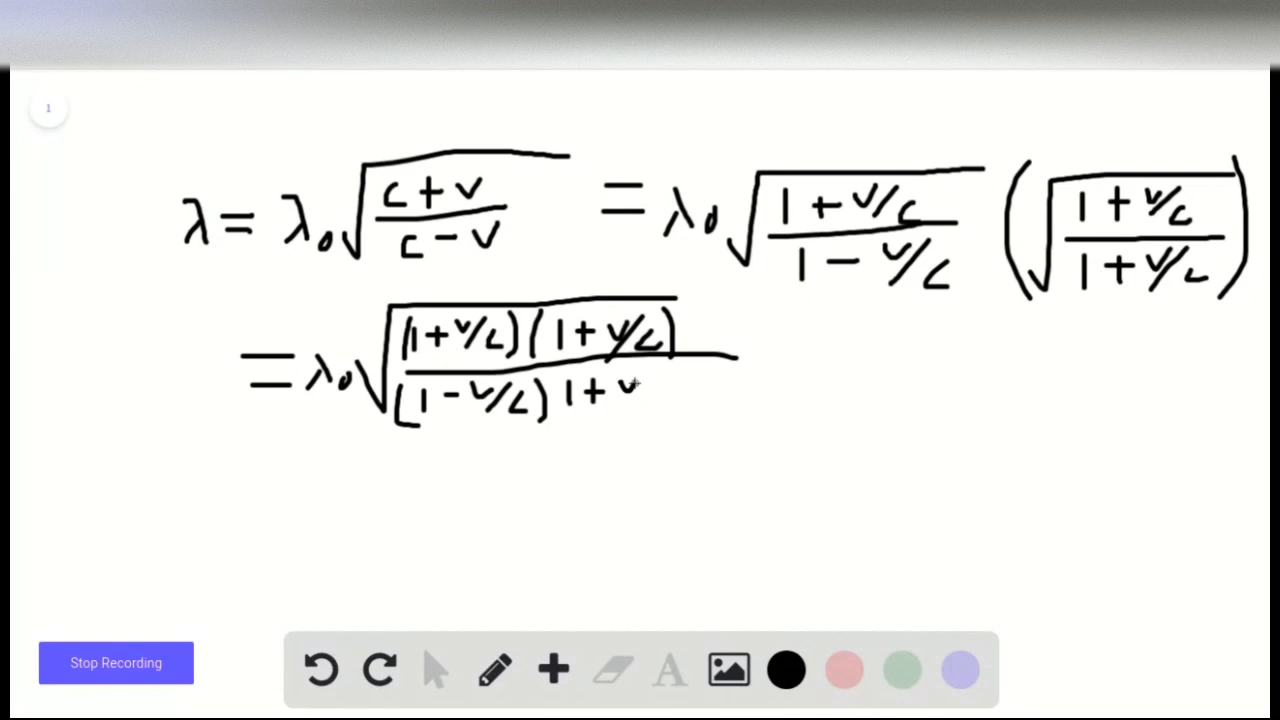 1
λ = λ₀ √((c + v)/(c - v)) = λ₀ √((1 + v/c)/(1 - v/c)) (√((1 + v/c)/(1 + v/c)))
= λ₀ √((1 + v/c)(1 + v/c)/(1 - v/c) 1 + v
Stop Recording
A